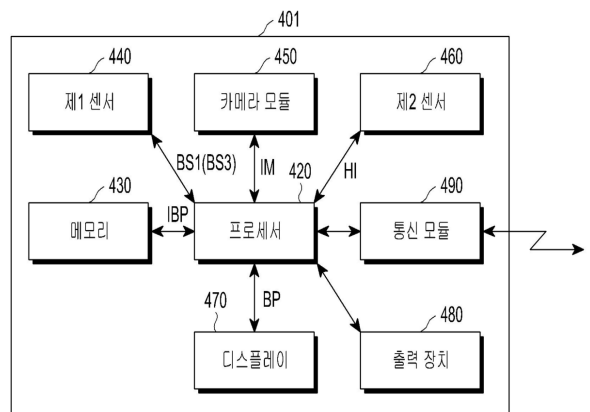 401
440
450
460
제1 센서
카메라 모듈
제2 센서
BS1(BS3)
IM
HI
430
420
490
IBP
메모리
프로세서
통신 모듈
BP
470
480
디스플레이
출력 장치